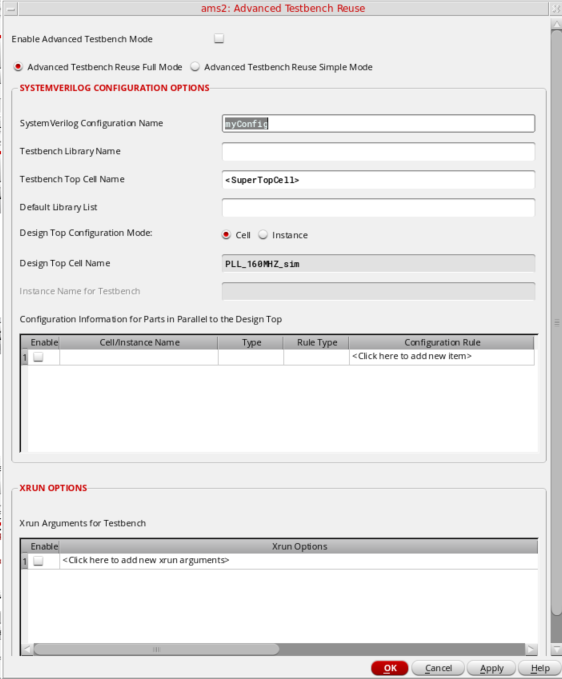 ams2: Advanced Testbench Reuse
Enable Advanced Testbench Mode
Advanced Testbench Reuse Full Mode Advanced Testbench Reuse Simple Mode
SYSTEMVERILOG CONFIGURATION OPTIONS
SystemVerilog Configuration Name myConfig
Testbench Library Name
Testbench Top Cell Name <SuperTopCell>
Default Library List
Design Top Configuration Mode: Cell Instance
Design Top Cell Name PLL_160MHZ_sim
Instance Name for Testbench
Configuration Information for Parts in Parallel to the Design Top
Enable Cell/Instance Name Type Rule Type Configuration Rule
1 <Click here to add new item>
XRUN OPTIONS
Xrun Arguments for Testbench
Enable Xrun Options
1 <Click here to add new xrun arguments>
OK Cancel Apply Help